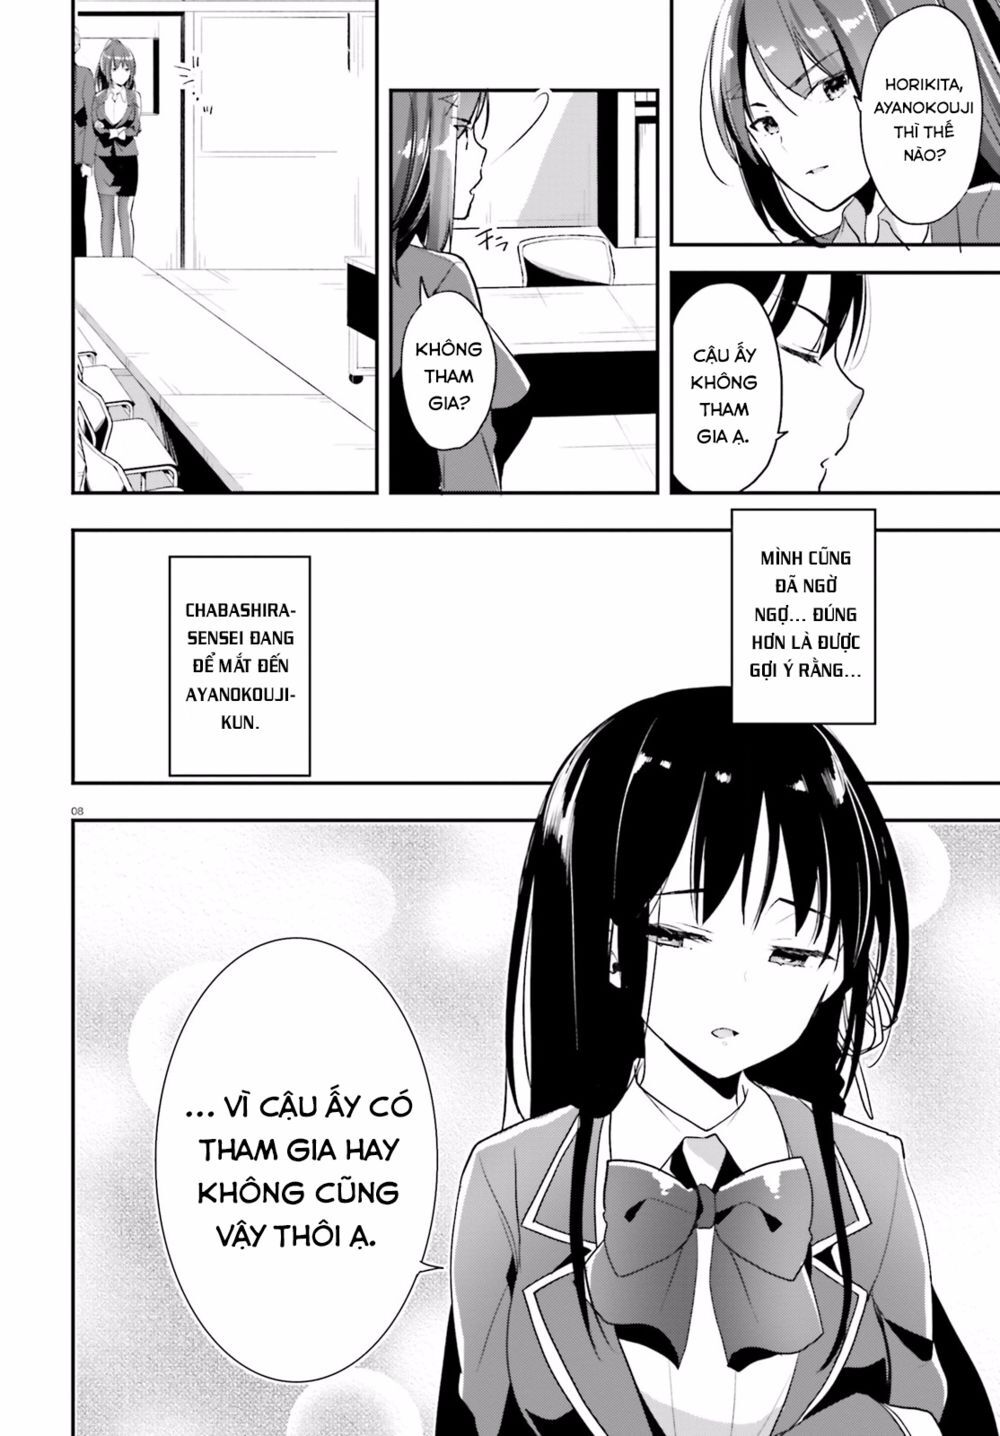 HORIKITA,
AYANOKOUJI
THÌ THẾ
NÀO?
CẬU ẤY
KHÔNG
THAM
GIA Ạ.
KHÔNG
THAM
GIA?
MÌNH CŨNG
ĐÃ NGỜ
NGỢ... ĐÚNG
HƠN LÀ ĐƯỢC
GỢI Ý RẰNG...
CHABASHIRA-
SENSEI ĐANG
ĐỂ MẮT ĐẾN
AYANOKOUJI-
KUN.
08
... VÌ CẬU ẤY CÓ
THAM GIA HAY
KHÔNG CŨNG
VẬY THÔI Ạ.